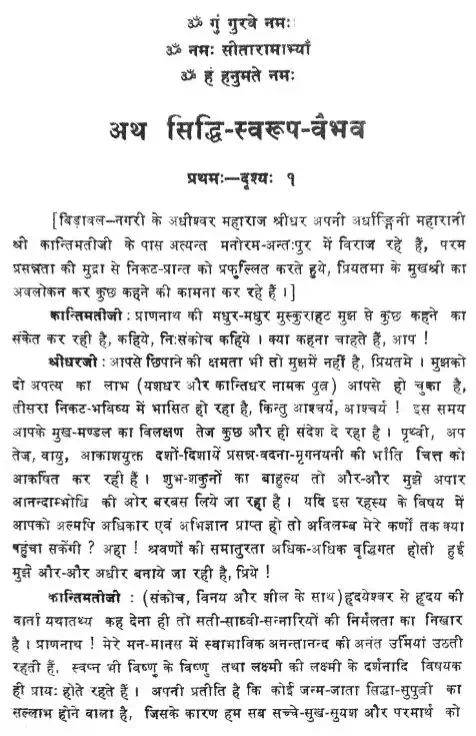 ॐ गुं गुरवे नमः
ॐ नमः सीतारामाभ्याँ
ॐ हं हनुमते नमः
अथ सिद्धि-स्वरूप-वैभव
प्रथमः—दृश्यः १
[विड़ावल—नगरी के अधीश्वर महाराज श्रीधर अपनी अर्धाङ्गिनी महारानी
श्री कान्तिमतीजी के पास अत्यन्त मनोरम-अन्तःपुर में विराज रहे हैं, परम
प्रसन्नता की मुद्रा से निकट-प्रान्त को प्रफुल्लित करते हुये, प्रियतमा के मुखश्री का
अवलोकन कर कुछ कहने की कामना कर रहे हैं।]
कान्तिमतीजी : प्राणनाथ की मधुर-मधुर मुस्कुराहट मुझ से कुछ कहने का
संकेत कर रही है, कहिये, निःसंकोच कहिये । क्या कहना चाहते हैं, आप !
श्रीधरजी : आपसे छिपाने की क्षमता भी तो मुझमें नहीं है, प्रियतमे । मुझको
दो अपत्य का लाभ (यशधर और कान्तिधर नामक पुत्र) आपसे हो चुका है,
तीसरा निकट-भविष्य में भासित हो रहा है, किन्तु आश्चर्य, आश्चर्य ! इस समय
आपके मुख-मण्डल का विलक्षण तेज कुछ और ही संदेश दे रहा है । पृथ्वी, अप
तेज, वायु, आकाशयुक्त दशों-दिशायें प्रसन्न-वदना-मृगनयनी की भाँति चित्त को
आकर्षित कर रही हैं । शुभ-शकुनों का बाहुल्य तो और-और मुझे अपार
आनन्दाम्भोधि की ओर बरबस लिये जा रहा है । यदि इस रहस्य के विषय में
आपको अल्मपि अधिकार एवं अभिज्ञान प्राप्त हो तो अविलम्ब मेरे कर्णों तक क्या
पहुंचा सकेंगी ? अहा ! श्रवणों की समातुरता अधिक-अधिक वृद्धिगत होती हुई
मुझे और-और अधीर बनाये जा रही है, प्रिये !
कान्तिमतीजी : (संकोच, विनय और शील के साथ) हृदयेश्वर से हृदय की
वार्ता यथातथ्य कह देना ही तो सती-साध्वी-सन्नारियों की निर्मलता का निखार
है । प्राणनाथ ! मेरे मन-मानस में स्वाभाविक अनन्तानन्द की अनंत उर्मियां उठती
रहती हैं, स्वप्न भी विष्णु के विष्णु तथा लक्ष्मी की लक्ष्मी के दर्शनादि विषयक
ही प्रायः होते रहते हैं । अपनी प्रतीति है कि कोई जन्म-जाता सिद्धा-सुपुत्री का
सल्लाभ होने वाला है, जिसके कारण हम सब सच्चे-सुख-सुयश और परमार्थ को